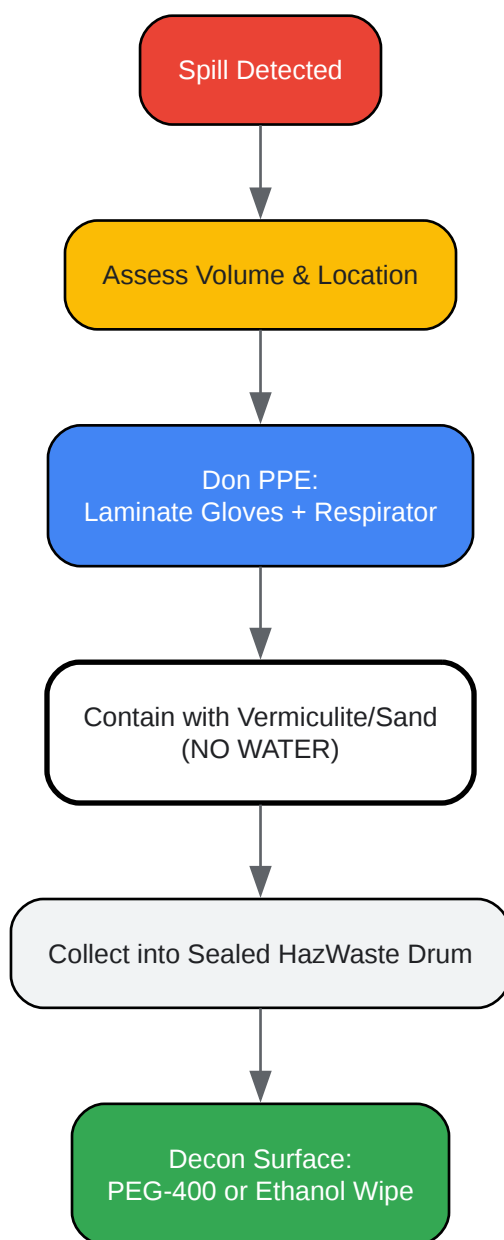 Spill Detected
Assess Volume & Location
Don PPE:
Laminate Gloves + Respirator
Contain with Vermiculite/Sand
(NO WATER)
Collect into Sealed HazWaste Drum
Decon Surface:
PEG-400 or Ethanol Wipe